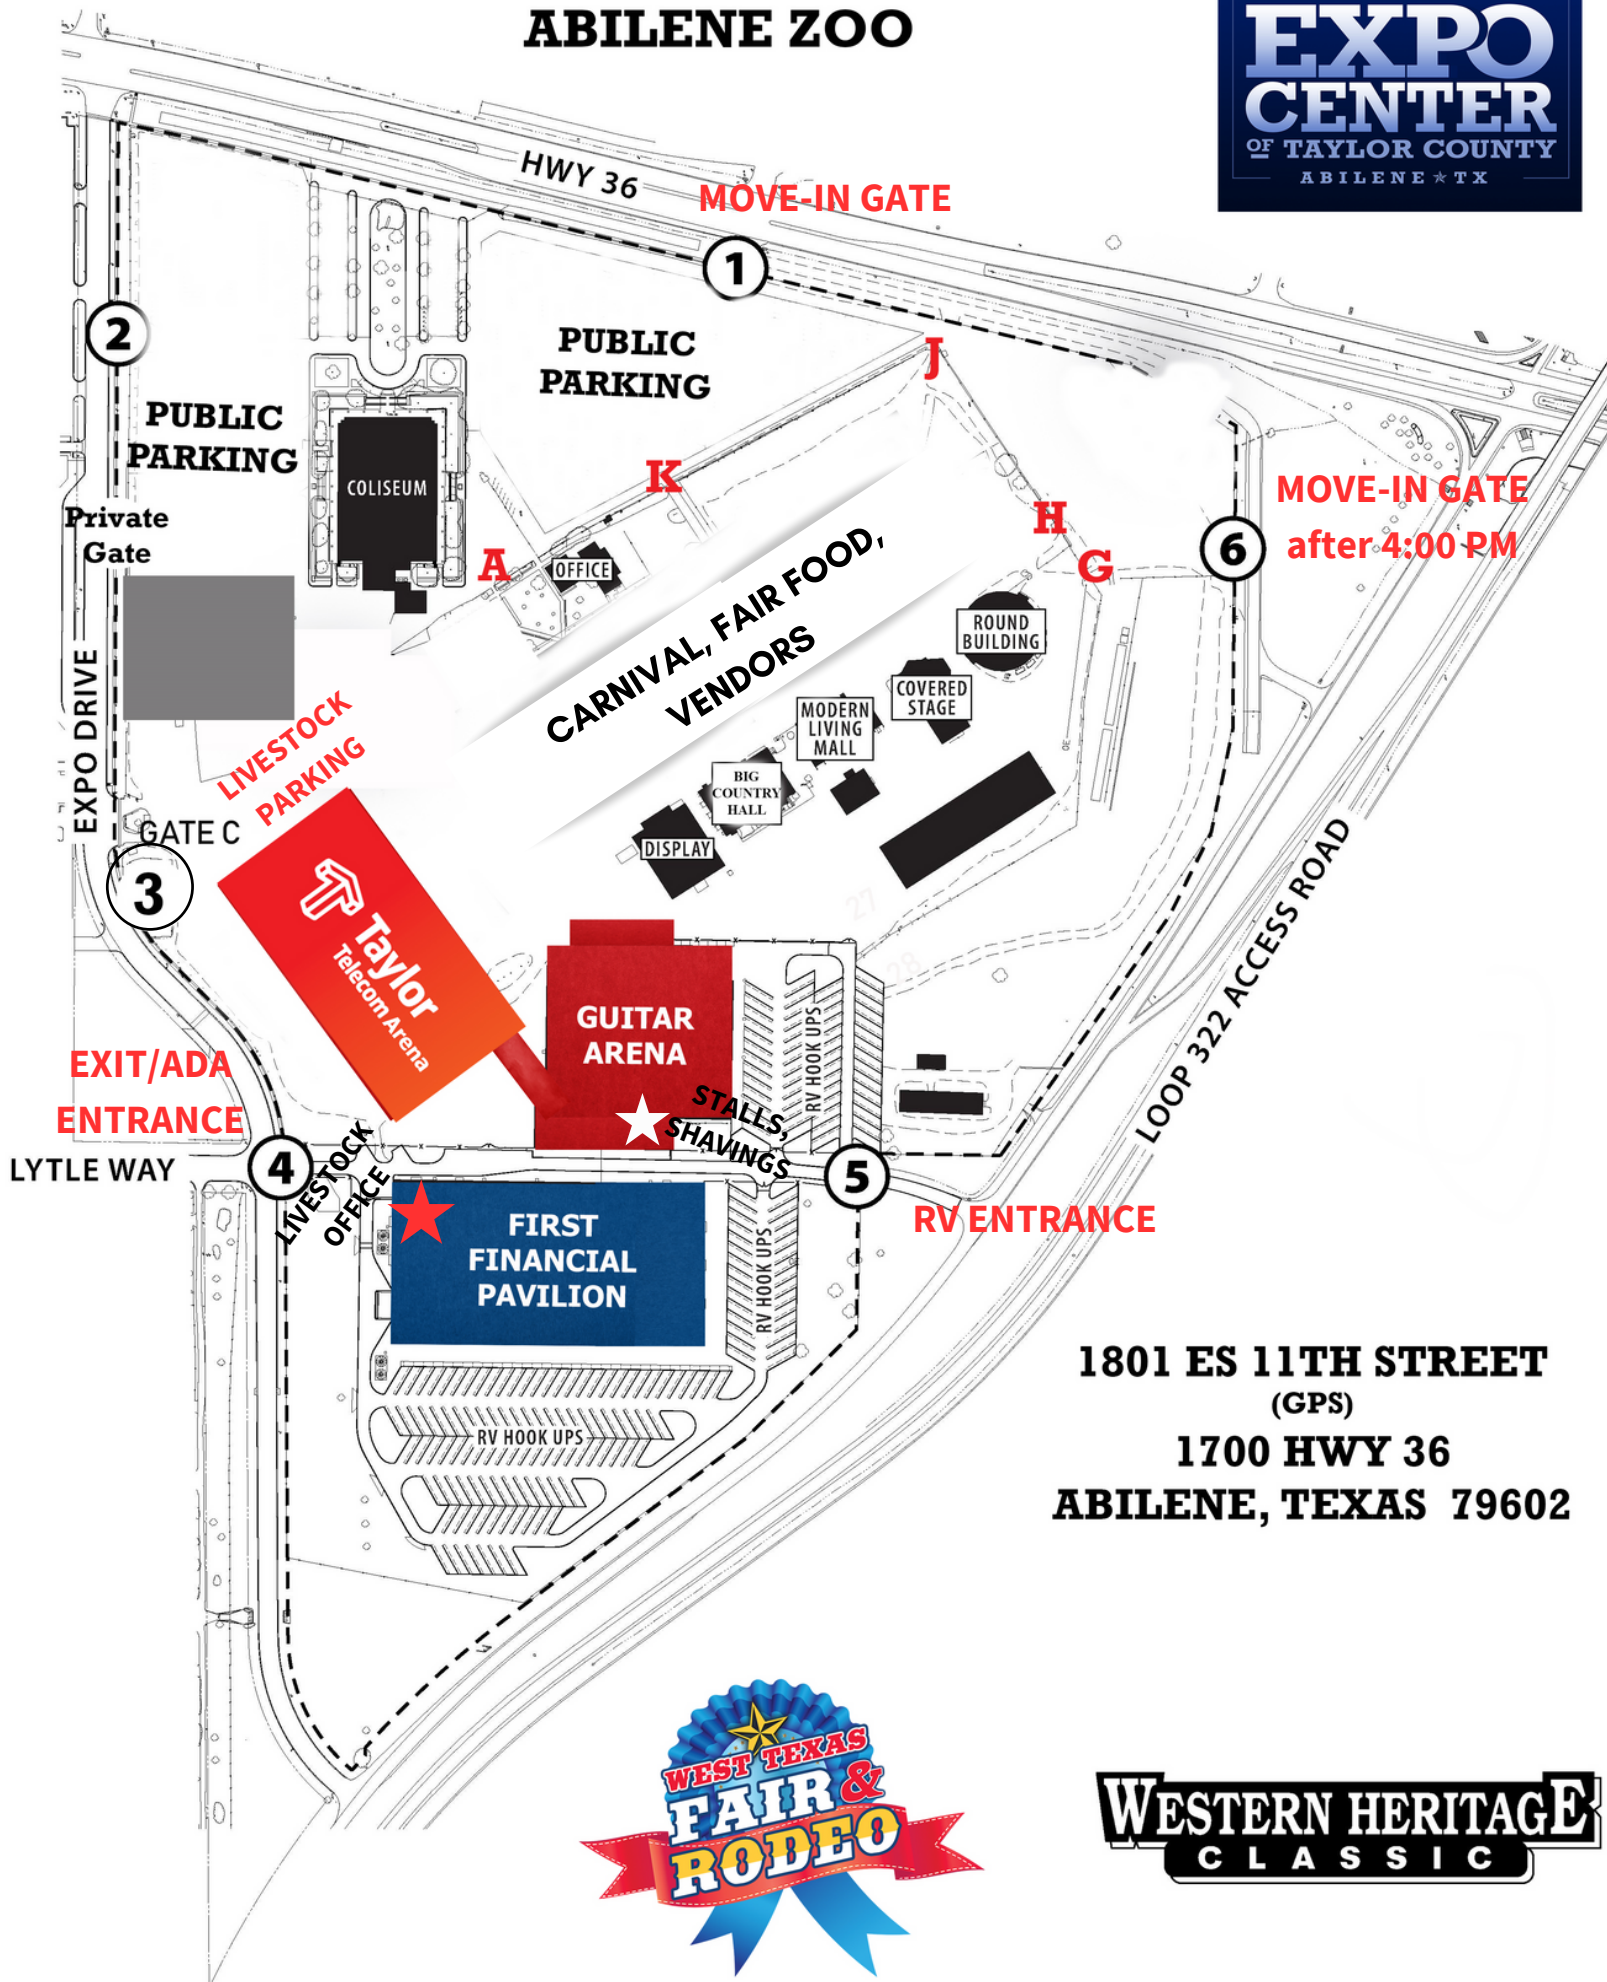 ABILENE ZOO
EXPO
CENTER
OF TAYLOR COUNTY
ABILENE★TX
HWY 36
MOVE-IN GATE
1
2
PUBLIC
PARKING
J
PUBLIC
PARKING
COLISEUM
K
MOVE-IN GATE
after 4:00 PM
Private
Gate
H
6
A
OFFICE
G
CARNIVAL, FAIR FOOD,
VENDORS
ROUND
BUILDING
COVERED
STAGE
MODERN
LIVING
MALL
BIG
COUNTRY
HALL
DISPLAY
EXPO DRIVE
LIVESTOCK
PARKING
GATE C
3
Taylor
Telecom Arena
27
28
GUITAR
ARENA
RV HOOK UPS
LOOP 322 ACCESS ROAD
EXIT/ADA
ENTRANCE
STALLS,
SHAVINGS
LYTLE WAY
4
LIVESTOCK
OFFICE
5
RV ENTRANCE
FIRST
FINANCIAL
PAVILION
RV HOOK UPS
RV HOOK UPS
1801 ES 11TH STREET
(GPS)
1700 HWY 36
ABILENE, TEXAS 79602
WEST TEXAS
FAIR &
RODEO
WESTERN HERITAGE
CLASSIC